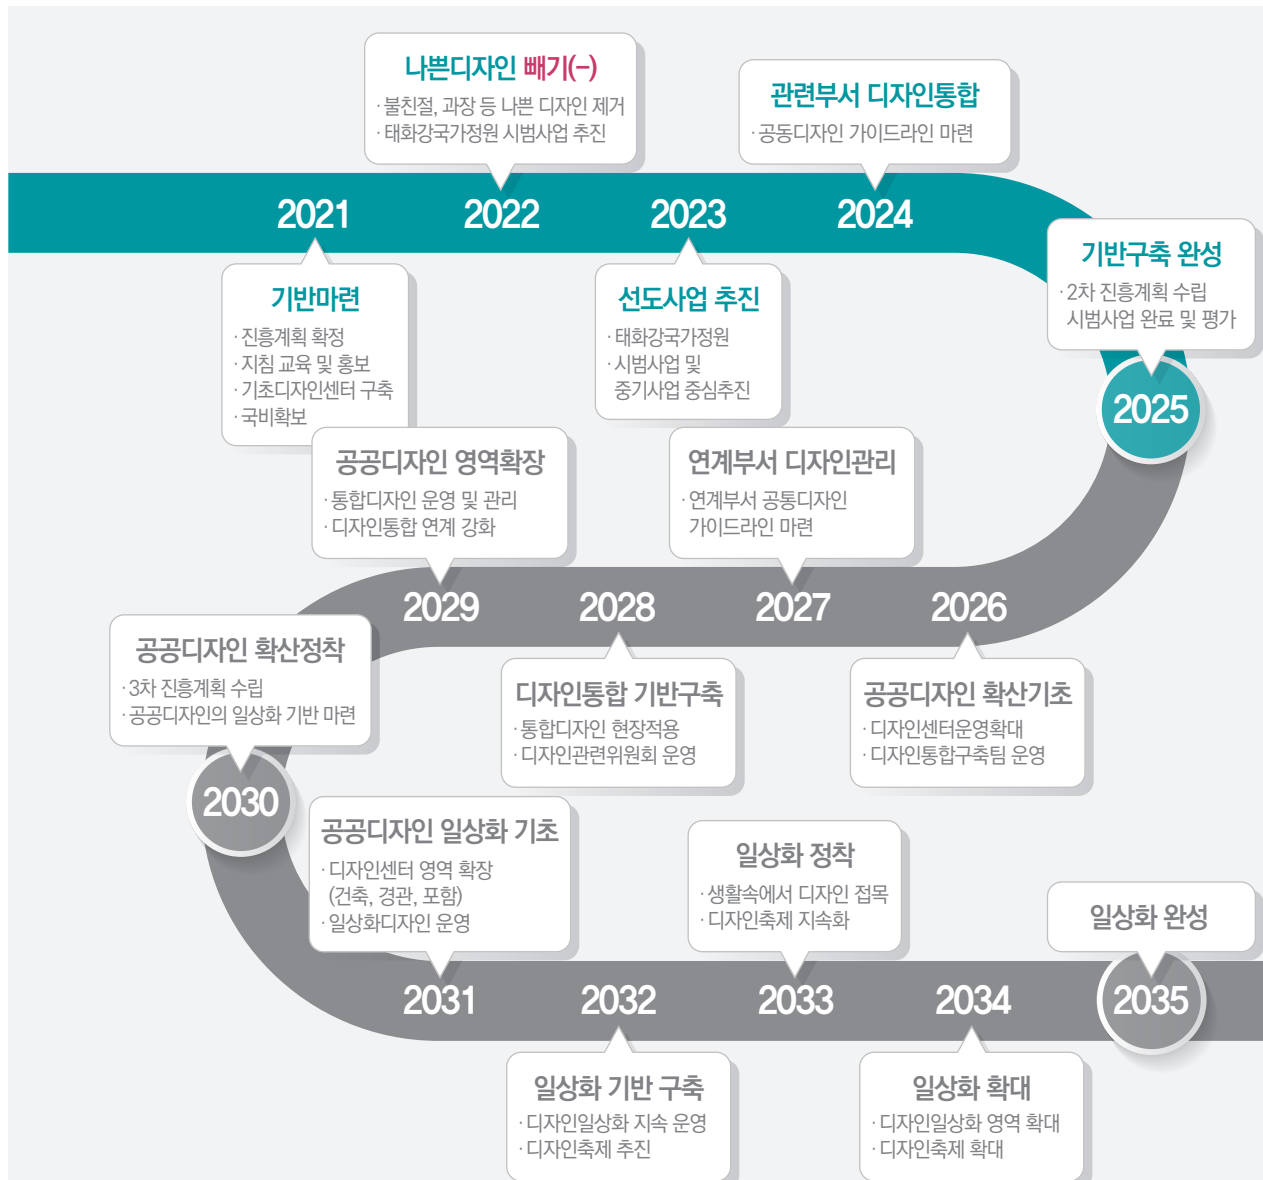 나쁜디자인 빼기(-)
· 불친절, 과장 등 나쁜 디자인 제거
· 태화강국가정원 시범사업 추진
관련부서 디자인통합
· 공동디자인 가이드라인 마련
2021
2022
2023
2024
기반마련
· 진흥계획 확정
· 지침 교육 및 홍보
· 기초디자인센터 구축
· 국비확보
선도사업 추진
· 태화강국가정원
· 시범사업 및
중기사업 중심추진
기반구축 완성
· 2차 진흥계획 수립
시범사업 완료 및 평가
2025
공공디자인 영역확장
· 통합디자인 운영 및 관리
· 디자인통합 연계 강화
연계부서 디자인관리
· 연계부서 공통디자인
가이드라인 마련
2029
2028
2027
2026
공공디자인 확산정착
· 3차 진흥계획 수립
· 공공디자인의 일상화 기반 마련
디자인통합 기반구축
· 통합디자인 현장적용
· 디자인관련위원회 운영
공공디자인 확산기초
· 디자인센터운영확대
· 디자인통합구축팀 운영
2030
공공디자인 일상화 기초
· 디자인센터 영역 확장
(건축, 경관, 포함)
· 일상화디자인 운영
일상화 정착
· 생활속에서 디자인 접목
· 디자인축제 지속화
일상화 완성
2031
2032
2033
2034
2035
일상화 기반 구축
· 디자인일상화 지속 운영
· 디자인축제 추진
일상화 확대
· 디자인일상화 영역 확대
· 디자인축제 확대